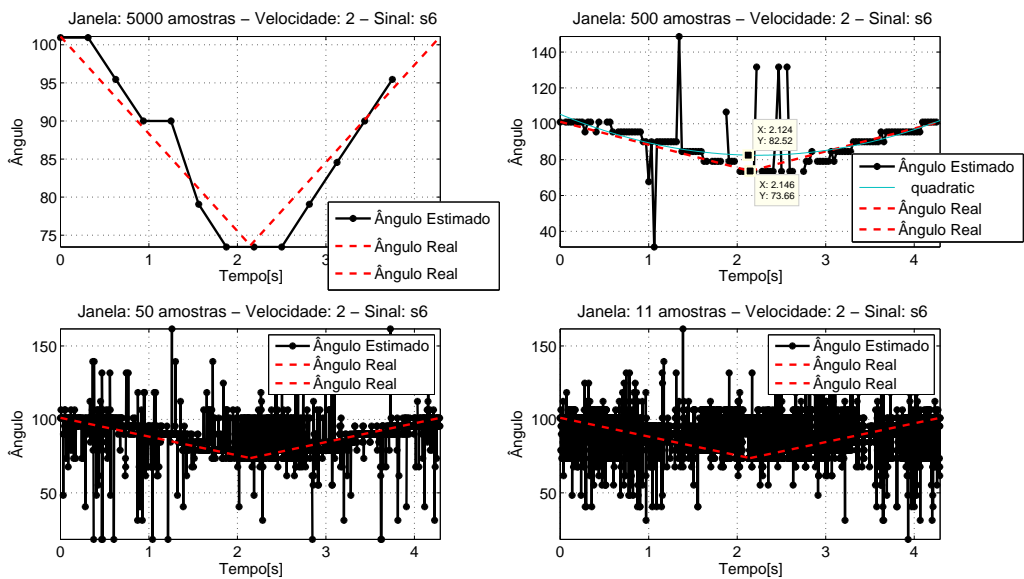 Janela: 5000 amostras – Velocidade: 2 – Sinal: s6
100
95
90
85
80
75
Ângulo
0 1 2 3 4
Tempo[s]
Ângulo Estimado
Ângulo Real
Ângulo Real
Janela: 500 amostras – Velocidade: 2 – Sinal: s6
140
120
100
80
60
40
Ângulo
0 1 2 3 4
Tempo[s]
X: 2.124
Y: 82.52
X: 2.146
Y: 73.66
Ângulo Estimado
quadratic
Ângulo Real
Ângulo Real
Janela: 50 amostras – Velocidade: 2 – Sinal: s6
150
100
50
Ângulo
0 1 2 3 4
Tempo[s]
Ângulo Estimado
Ângulo Real
Ângulo Real
Janela: 11 amostras – Velocidade: 2 – Sinal: s6
150
100
50
Ângulo
0 1 2 3 4
Tempo[s]
Ângulo Estimado
Ângulo Real
Ângulo Real